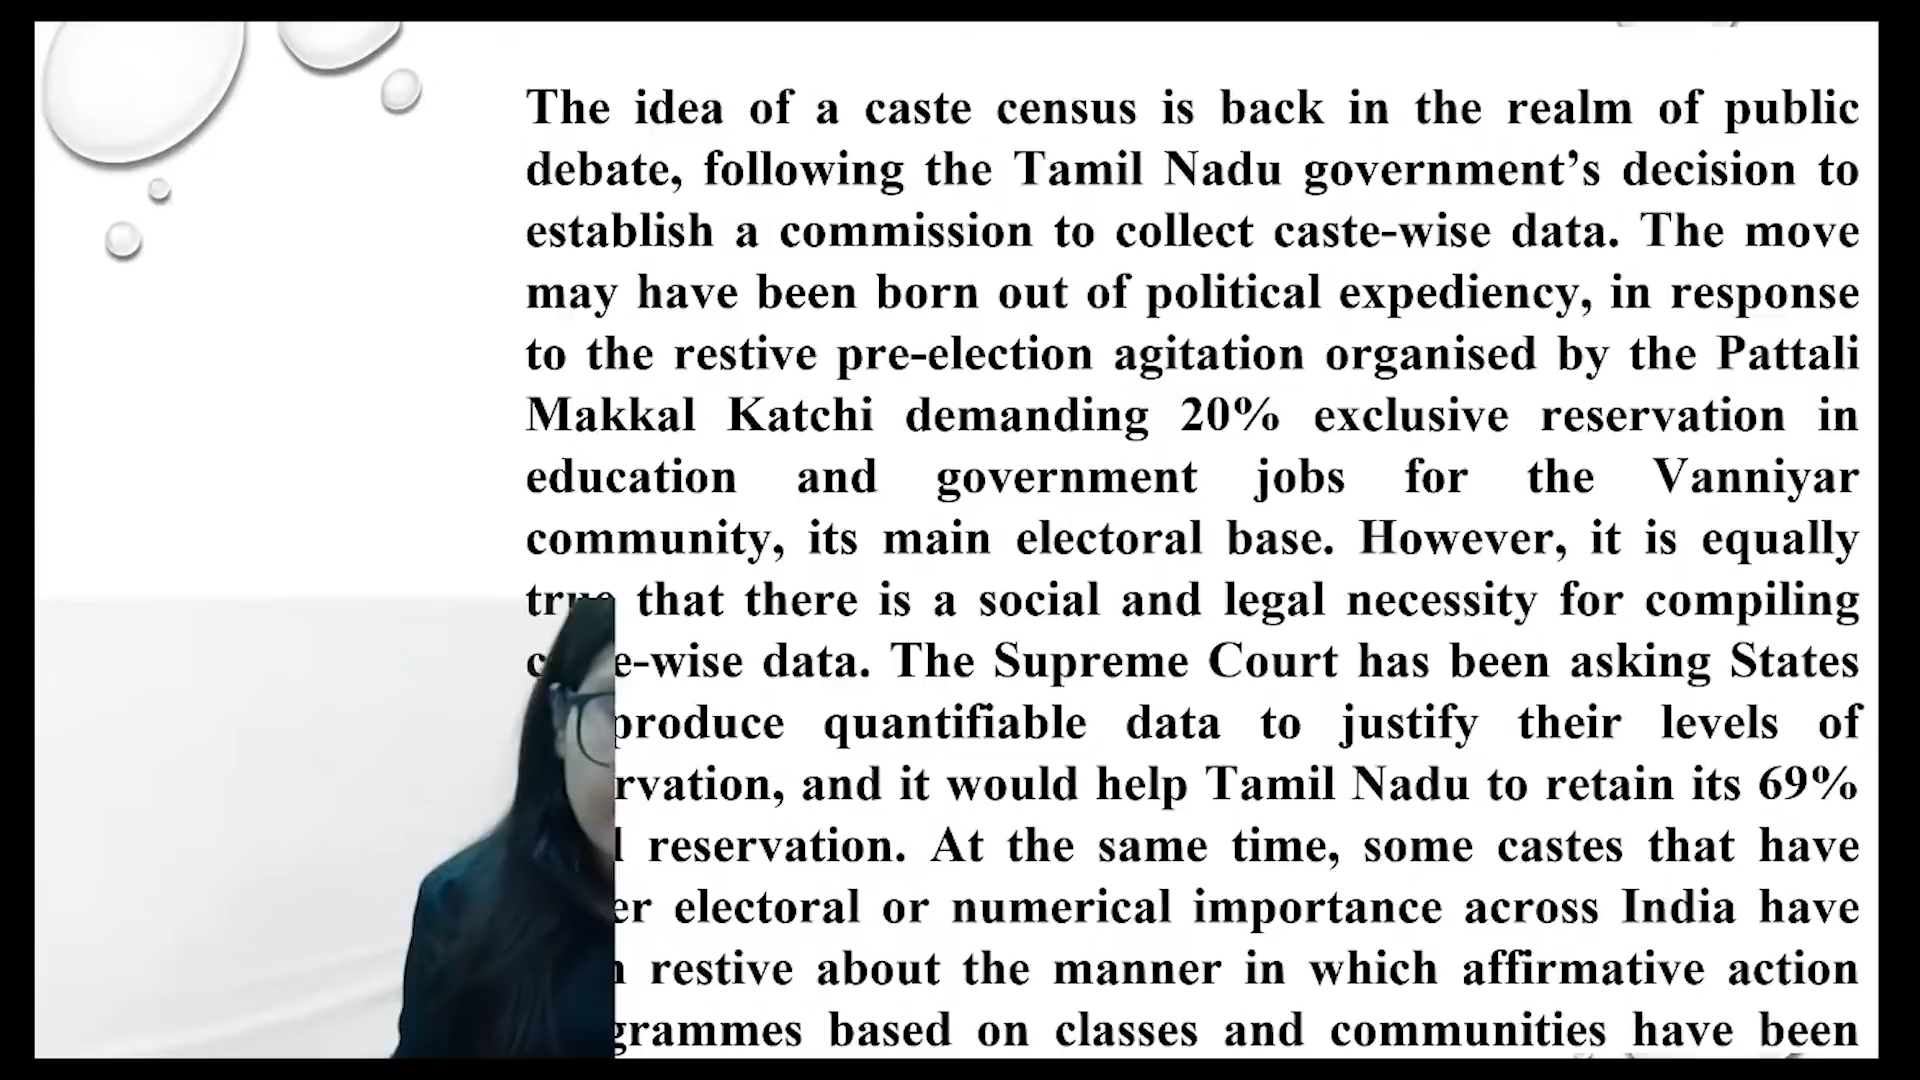 The idea of a caste census is back in the realm of public
debate, following the Tamil Nadu government’s decision to
establish a commission to collect caste-wise data. The move
may have been born out of political expediency, in response
to the restive pre-election agitation organised by the Pattali
Makkal Katchi demanding 20% exclusive reservation in
education and government jobs for the Vanniyar
community, its main electoral base. However, it is equally
true that there is a social and legal necessity for compiling
data. The Supreme Court has been asking States
produce quantifiable data to justify their levels of
and it would help Tamil Nadu to retain its 69%
reservation. At the same time, some castes that have
electoral or numerical importance across India have
restive about the manner in which affirmative action
based on classes and communities have been